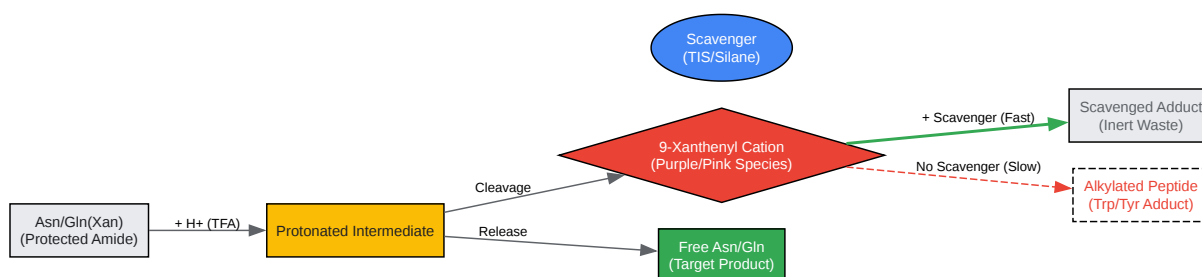 Scavenger
(TIS/Silane)
9-Xanthenyl Cation
(Purple/Pink Species)
+ Scavenger (Fast)
Scavenged Adduct
(Inert Waste)
No Scavenger (Slow)
Alkylated Peptide
(Trp/Tyr Adduct)
Cleavage
Asn/Gln(Xan)
(Protected Amide)
+ H+ (TFA)
Protonated Intermediate
Release
Free Asn/Gln
(Target Product)